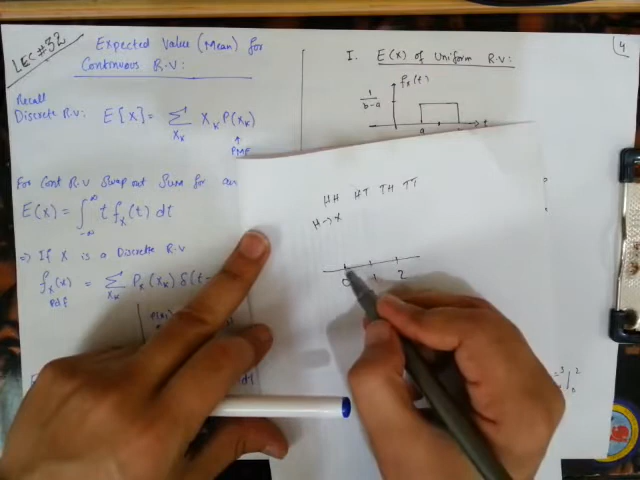 LEC#32
Expected Value (Mean) for
Continuous R.V:
Recall
Discrete R.V: E[X] = ∑ X_K P(X_K)
X_K
↑
PMF
For Cont R.V Swap out Sum for an
E(X) = ∫_{-∞}^{∞} t f_X(t) dt
⇒ If X is a Discrete R.V
f_X(x) = ∑ P_X(X_K) δ(t-
X_K
pdf
4
I. E(X) of Uniform R.V:
f_X(t)
1/(b-a)
a
t
HH HT TH TT
H → X
0 1 2